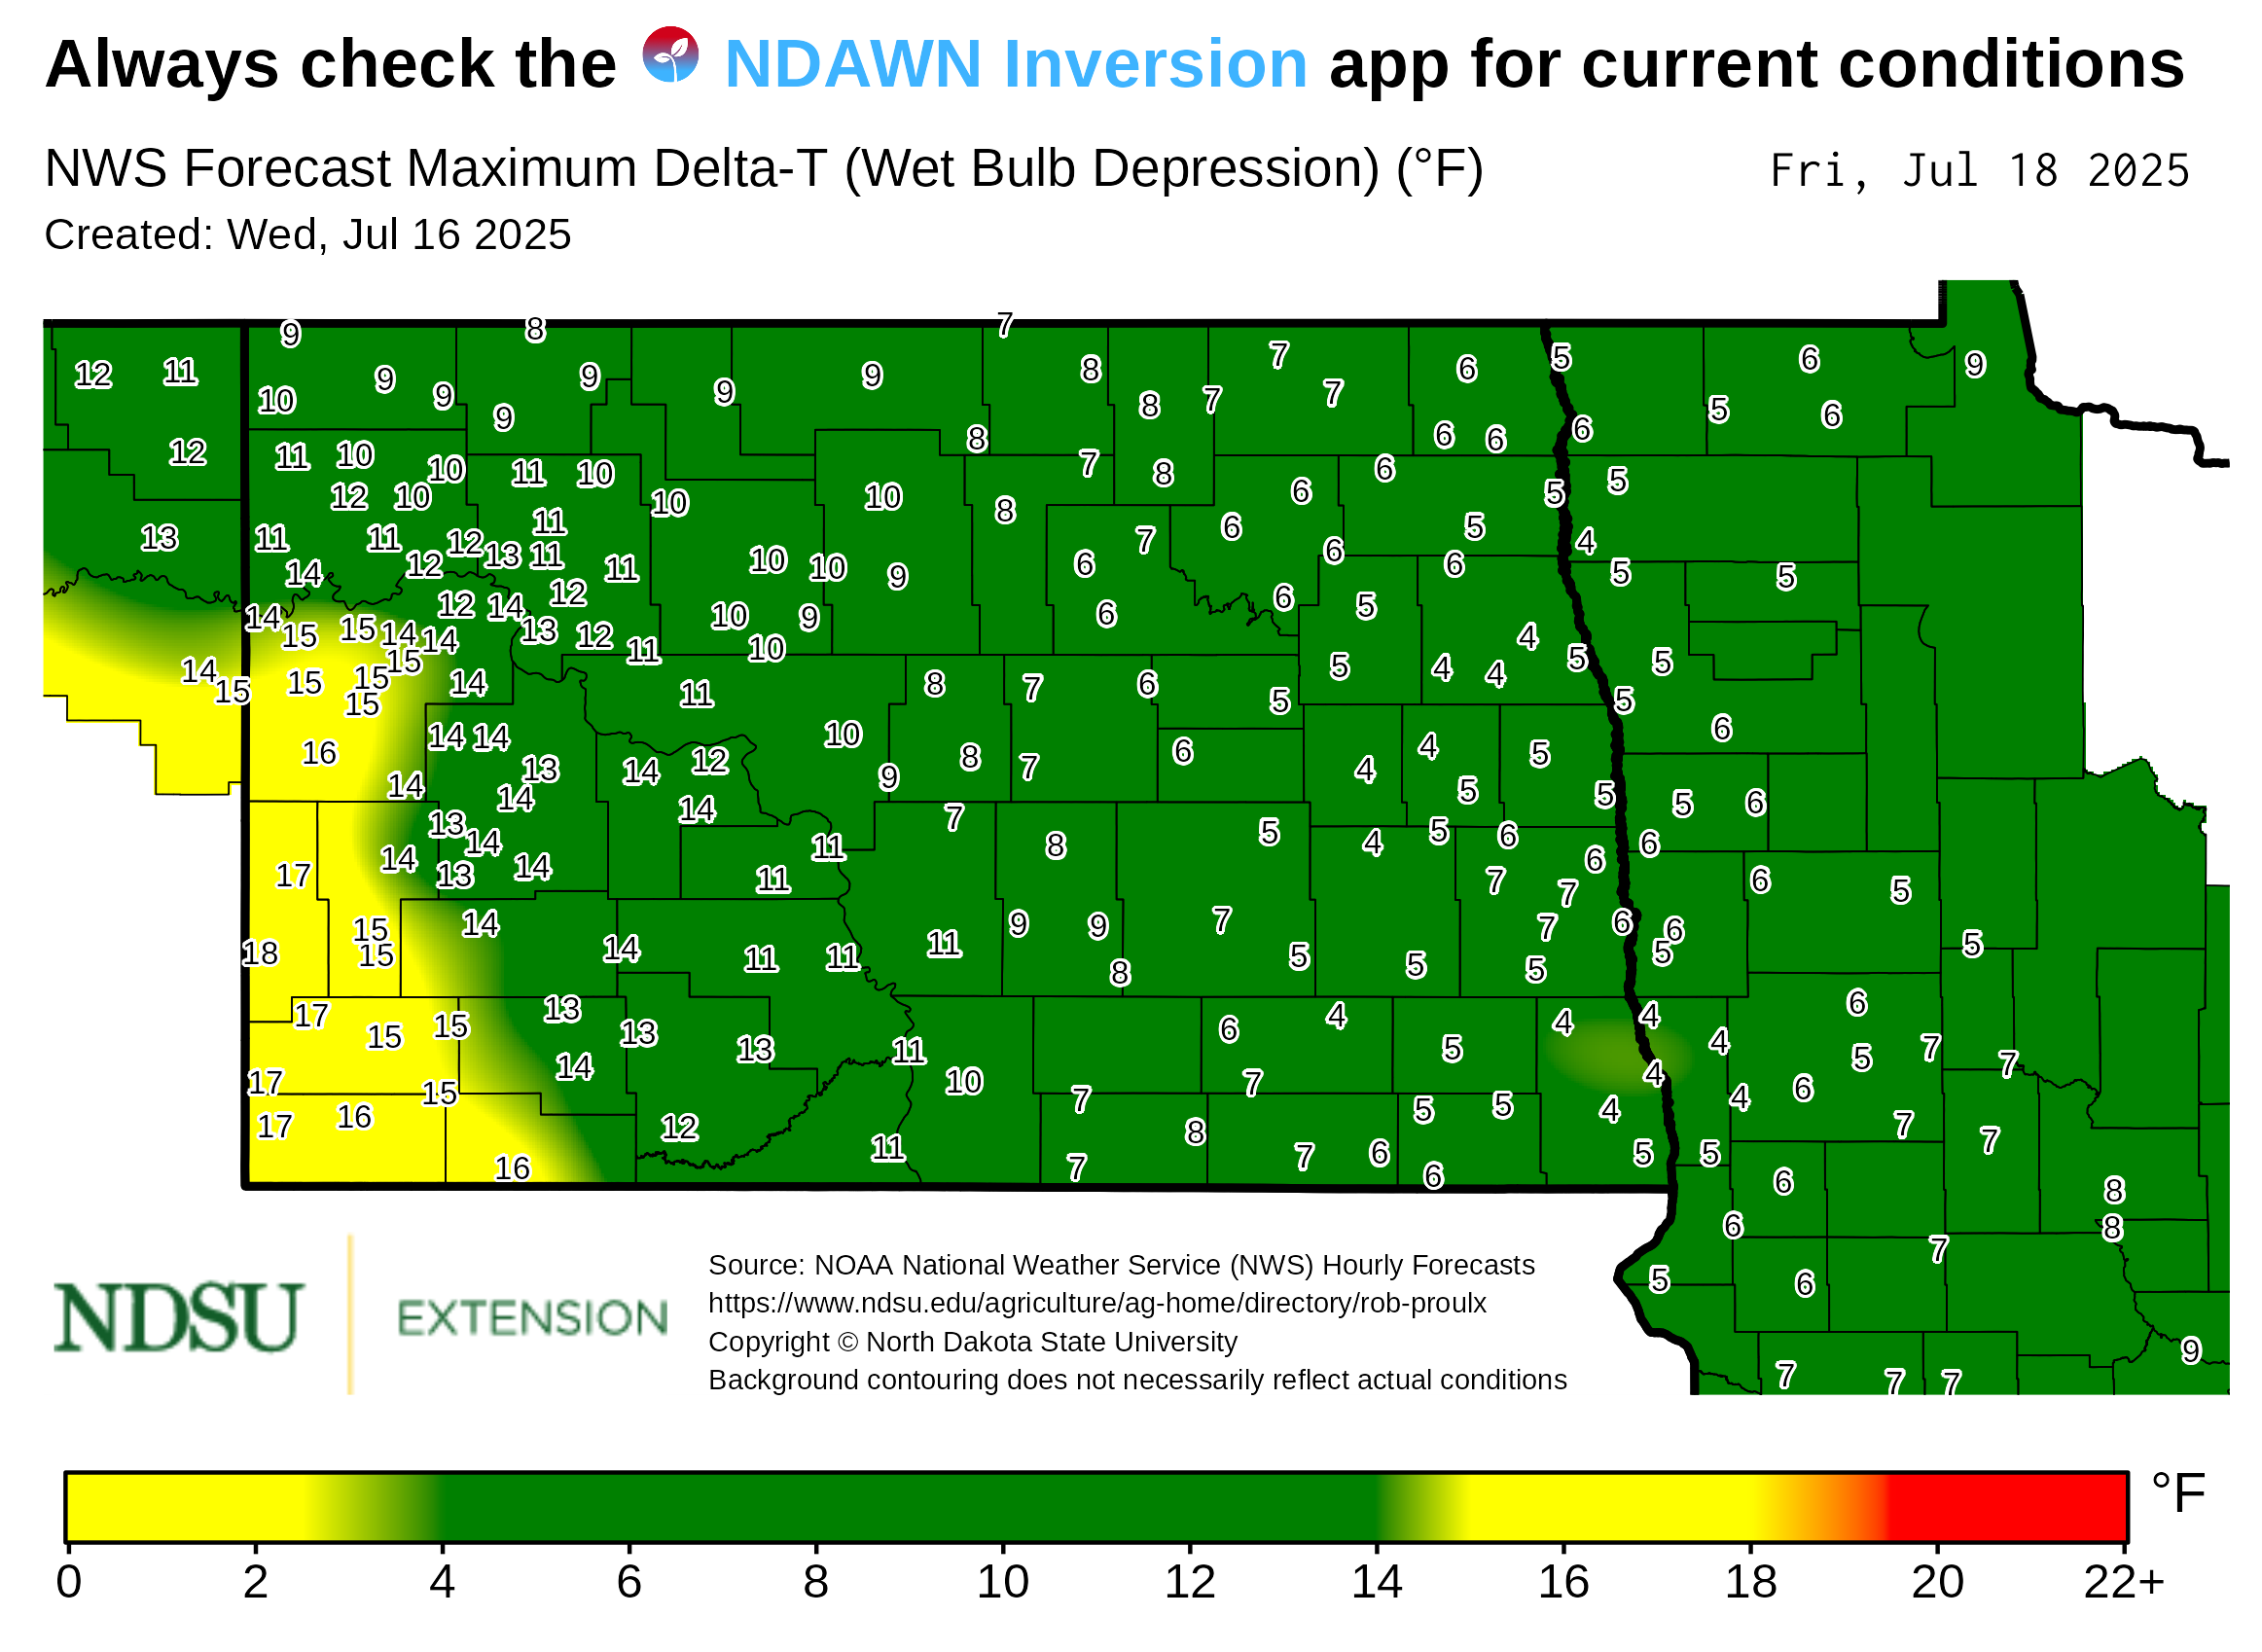 Always check the NDAWN Inversion app for current conditions
NWS Forecast Maximum Delta-T (Wet Bulb Depression) (°F) Fri, Jul 18 2025
Created: Wed, Jul 16 2025
9 8 7
12 11 9 9 9 9 8 7 6 5 6 9
10 9 9 9 8 7 7 5 6
12 11 10 10 11 10 8 7 8 6 6 6 6
12 10 10 10 8 6 5 5 5
13 11 11 12 13 11 11 11 10 10 9 6 7 6 6 6 4 5 5
14 12 12 14 12 10 9 6 6 5
14 15 15 14 14 13 12 11 10 4
14 15 15 15 15 15 14 11 8 7 6 5 5 4 4 5 5 5
16 14 14 13 14 12 10 9 8 7 6 4 4 5 6
14 14 14 7 5 5 5 6
13 14 14 13 14 11 8 5 4 5 6 6 6
17 11 7 7 6 5
18 15 15 14 14 11 11 11 9 9 8 7 5 5 7 5 6 6 5 5
17 15 15 13 13 13 11 6 4 5 4 4 4 6 5 7 7
17 15 14 10 7 7 4 4 6
17 16 12 11 8 5 5 4 7 7
16 7 7 6 6 5 5 6 8
6 8
7
5 6
9
7 7 7
NDSU EXTENSION
Source: NOAA National Weather Service (NWS) Hourly Forecasts
https://www.ndsu.edu/agriculture/ag-home/directory/rob-proulx
Copyright © North Dakota State University
Background contouring does not necessarily reflect actual conditions
°F
0 2 4 6 8 10 12 14 16 18 20 22+